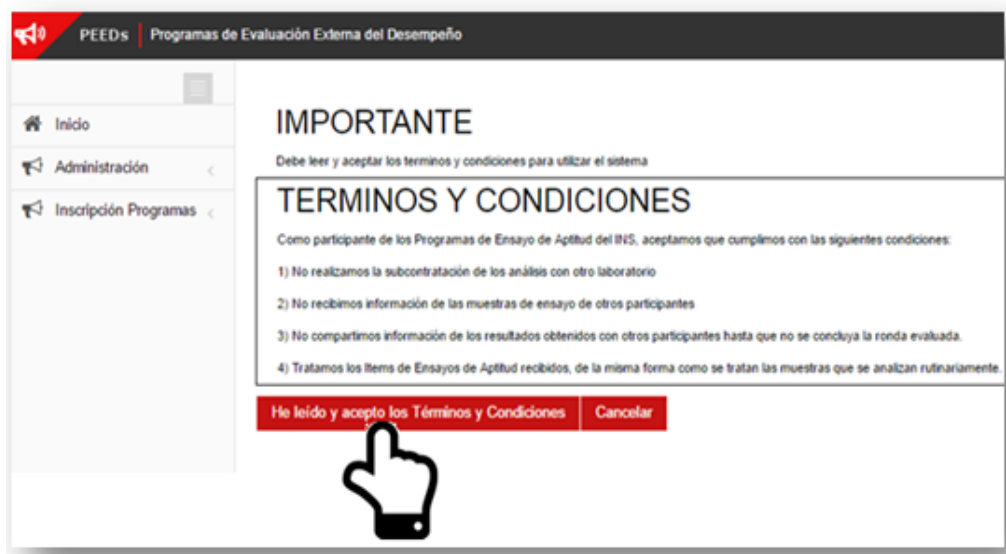 PEEDs Programas de Evaluación Externa del Desempeño
Inicio
Administración
Inscripción Programas
IMPORTANTE
Debe leer y aceptar los terminos y condiciones para utilizar el sistema
TERMINOS Y CONDICIONES
Como participante de los Programas de Ensayo de Aptitud del INS, aceptamos que cumplimos con las siguientes condiciones:
1) No realizamos la subcontratación de los análisis con otro laboratorio
2) No recibimos información de las muestras de ensayo de otros participantes
3) No compartimos información de los resultados obtenidos con otros participantes hasta que no se concluya la ronda evaluada.
4) Tratamos los Items de Ensayos de Aptitud recibidos, de la misma forma como se tratan las muestras que se analizan rutinariamente.
He leído y acepto los Términos y Condiciones
Cancelar